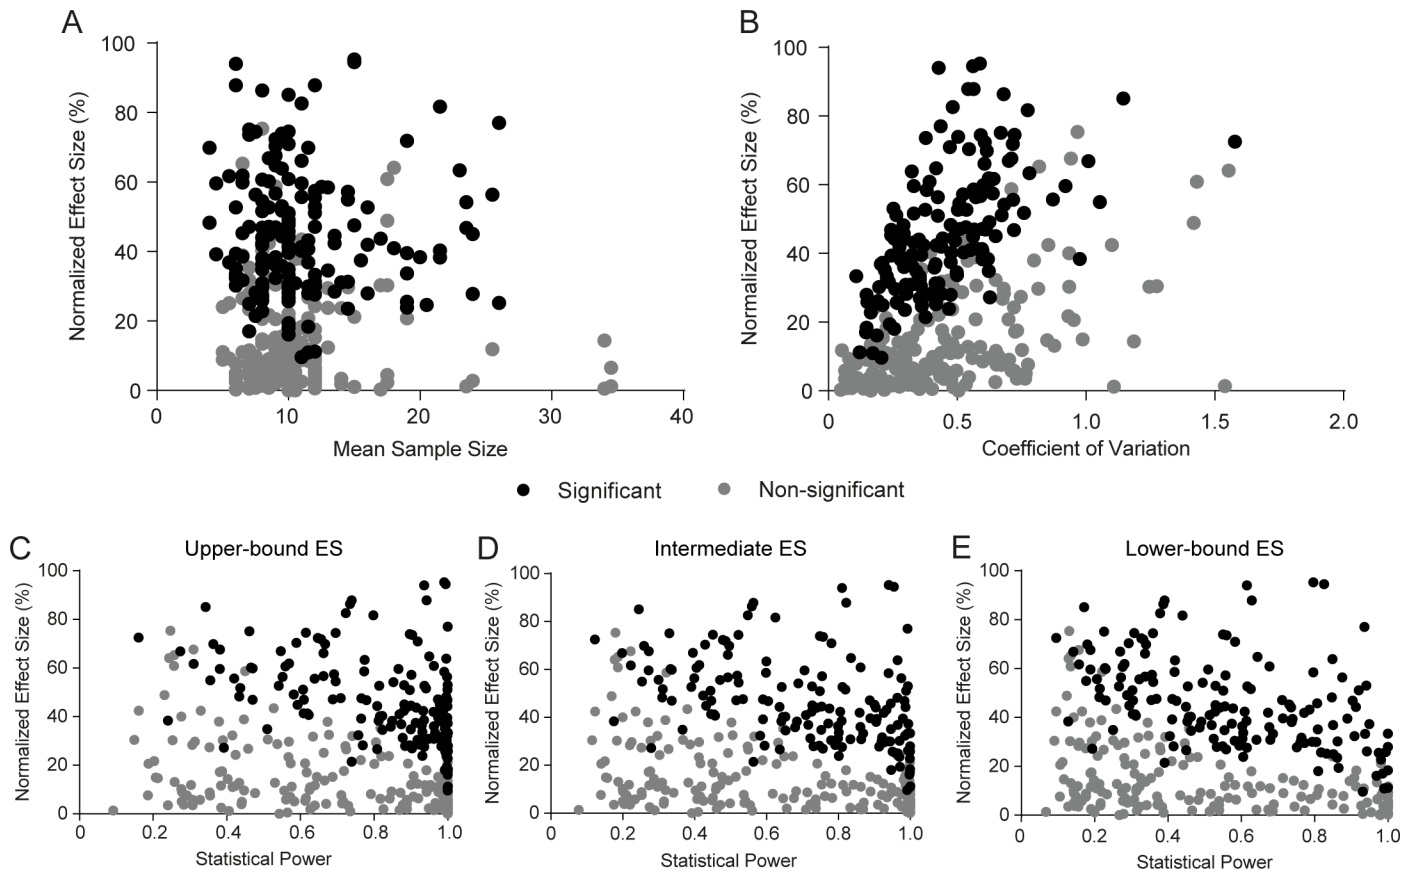 A
B
Normalized Effect Size (%)
100
80
60
40
20
0
0
10
20
30
40
Mean Sample Size
Normalized Effect Size (%)
100
80
60
40
20
0
0
0.5
1.0
1.5
2.0
Coefficient of Variation
Significant
Non-significant
C
Upper-bound ES
Normalized Effect Size (%)
100
80
60
40
20
0
0
0.2
0.4
0.6
0.8
1.0
Statistical Power
D
Intermediate ES
Normalized Effect Size (%)
100
80
60
40
20
0
0
0.2
0.4
0.6
0.8
1.0
Statistical Power
E
Lower-bound ES
Normalized Effect Size (%)
100
80
60
40
20
0
0
0.2
0.4
0.6
0.8
1.0
Statistical Power